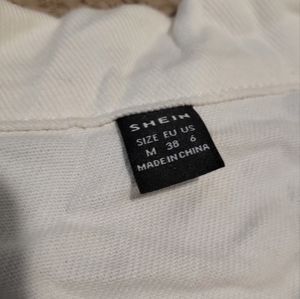 SHEIN
SIZE EU US
M 38 6
MADE IN CHINA